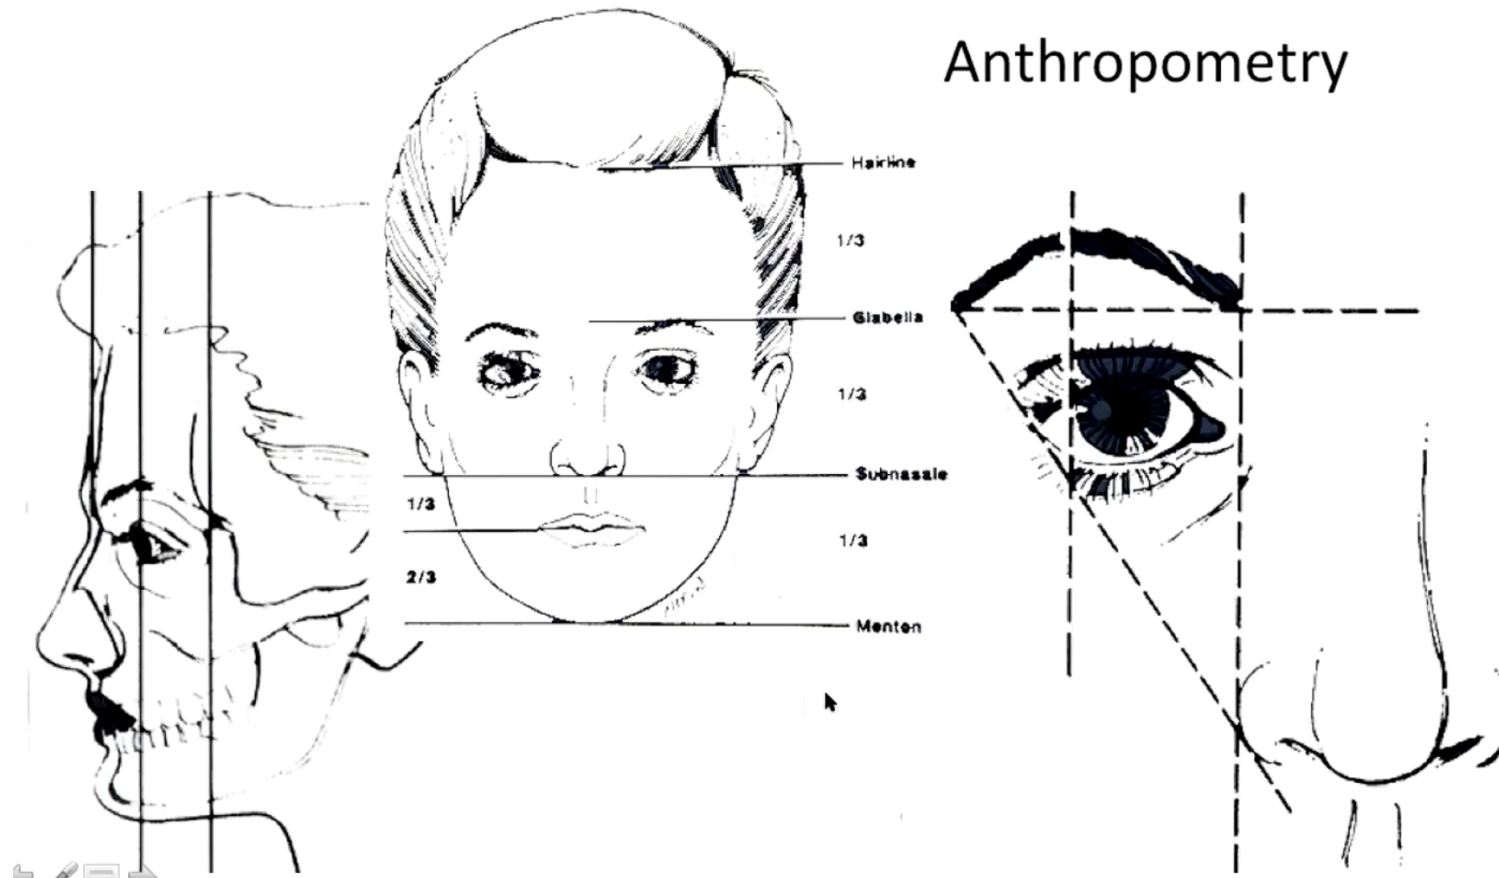 Anthropometry
Hairline
1/3
Glabella
1/3
Subnasale
1/3
1/3
2/3
Menton